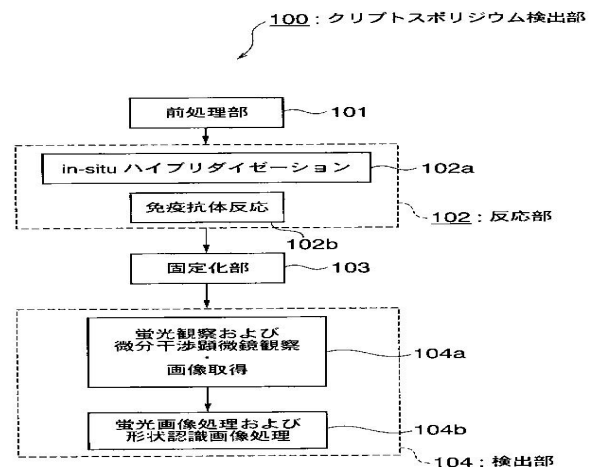 100：クリプトスポリジウム検出部
前処理部 101
in-situ ハイブリダイゼーション 102a
免疫抗体反応
102：反応部
102b
固定化部 103
蛍光観察および
微分干渉顕微鏡観察
・
画像取得
104a
蛍光画像処理および
形状認識画像処理
104b
104：検出部